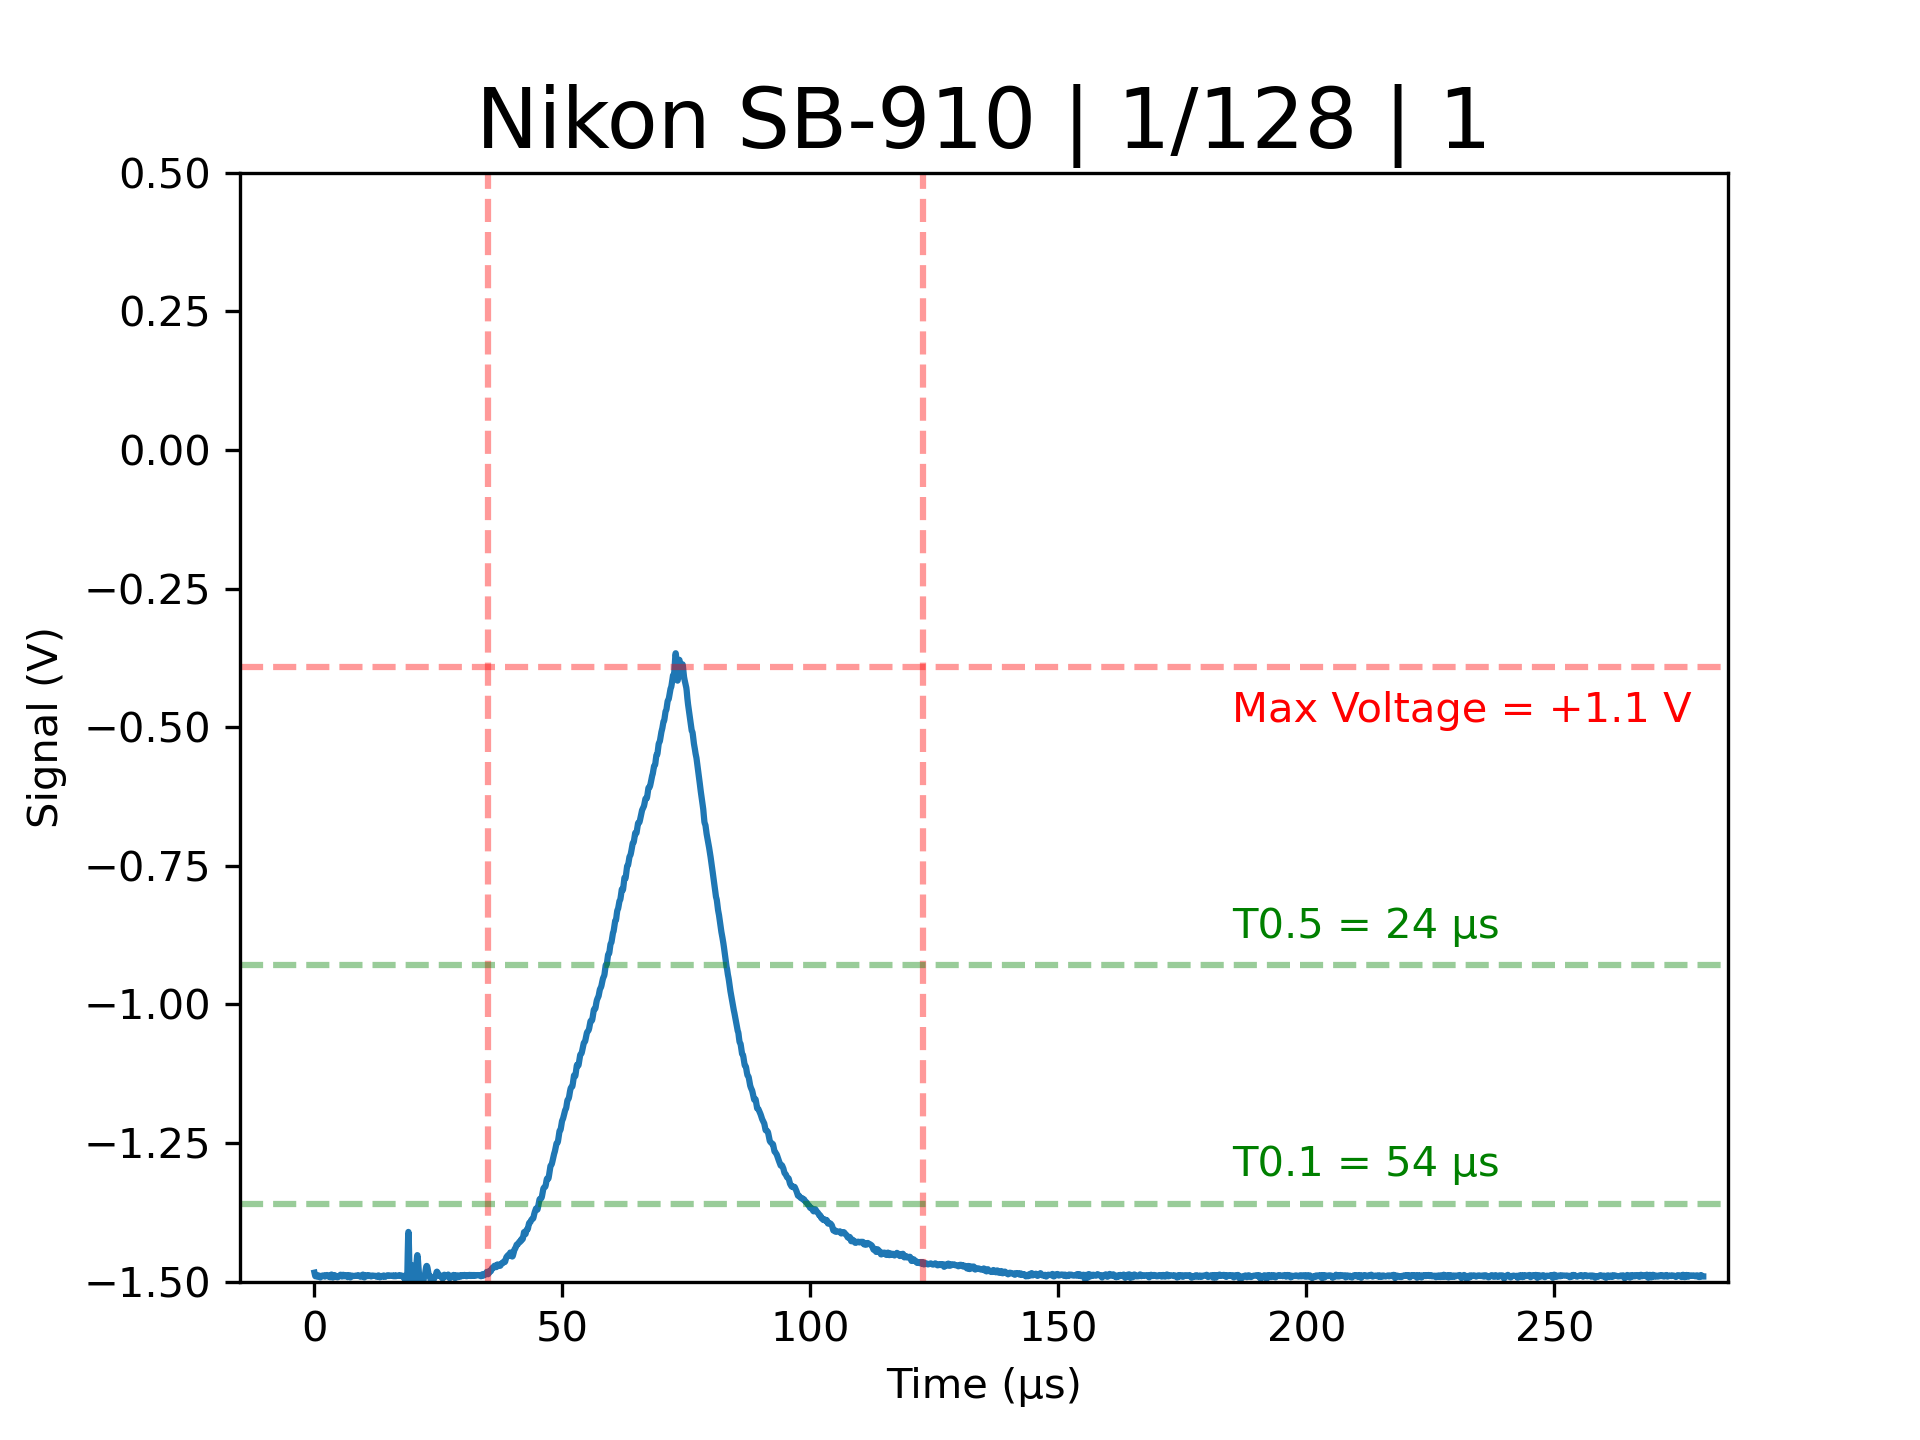 Nikon SB-910 | 1/128 | 1
0.50
0.25
0.00
−0.25
−0.50
−0.75
−1.00
−1.25
−1.50
Signal (V)
Max Voltage = +1.1 V
T0.5 = 24 µs
T0.1 = 54 µs
0 50 100 150 200 250
Time (µs)